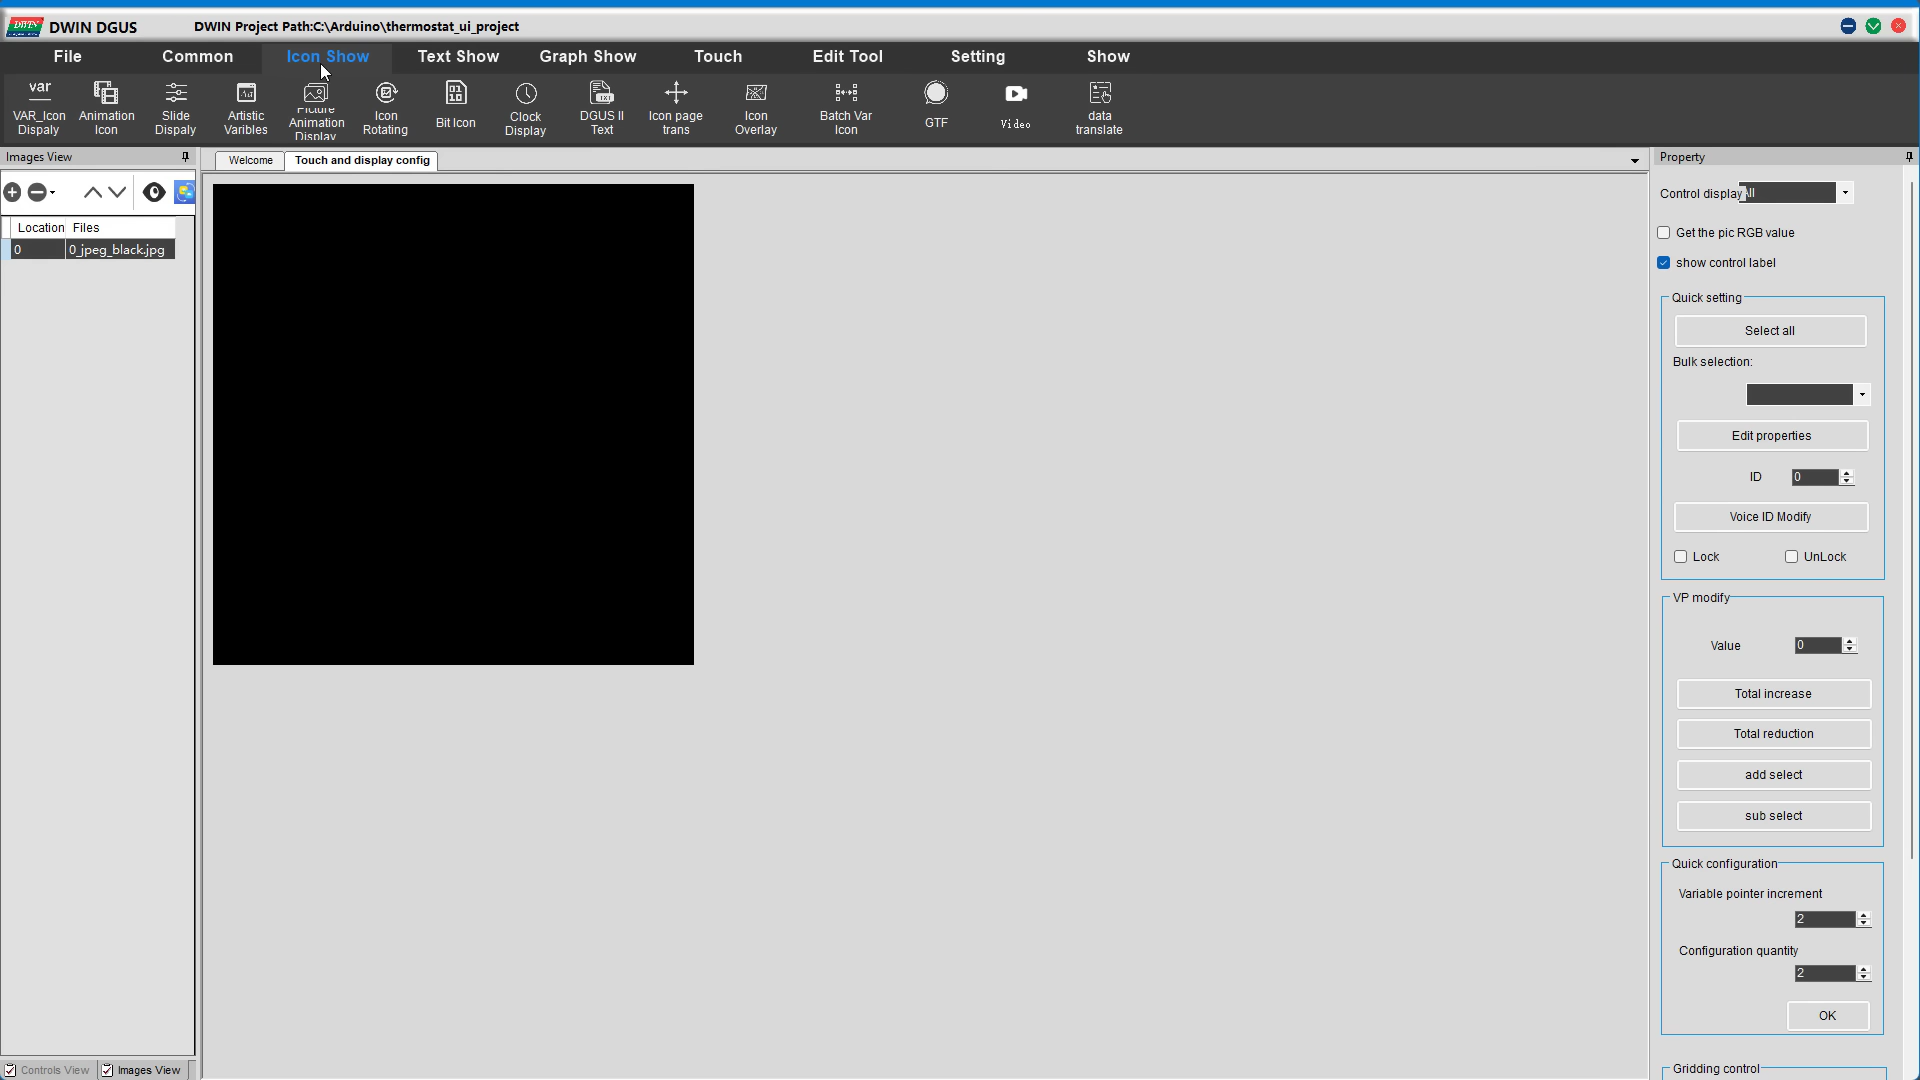 DWIN DGUS DWIN Project Path:C:\Arduino\thermostat_ui_project
File Common Icon Show Text Show Graph Show Touch Edit Tool Setting Show
VAR_Icon Dispaly
Animation Icon
Slide Dispaly
Artistic Varibles
Picture Animation Display
Icon Rotating
Bit Icon
Clock Display
DGUS II Text
Icon page trans
Icon Overlay
Batch Var Icon
GTF
Video
data translate
Images View
Welcome Touch and display config
Property
Location Files
0 0_jpeg_black.jpg
Control display All
Get the pic RGB value
show control label
Quick setting
Select all
Bulk selection:
Edit properties
ID 0
Voice ID Modify
Lock UnLock
VP modify
Value 0
Total increase
Total reduction
add select
sub select
Quick configuration
Variable pointer increment
2
Configuration quantity
2
OK
Gridding control
Controls View Images View